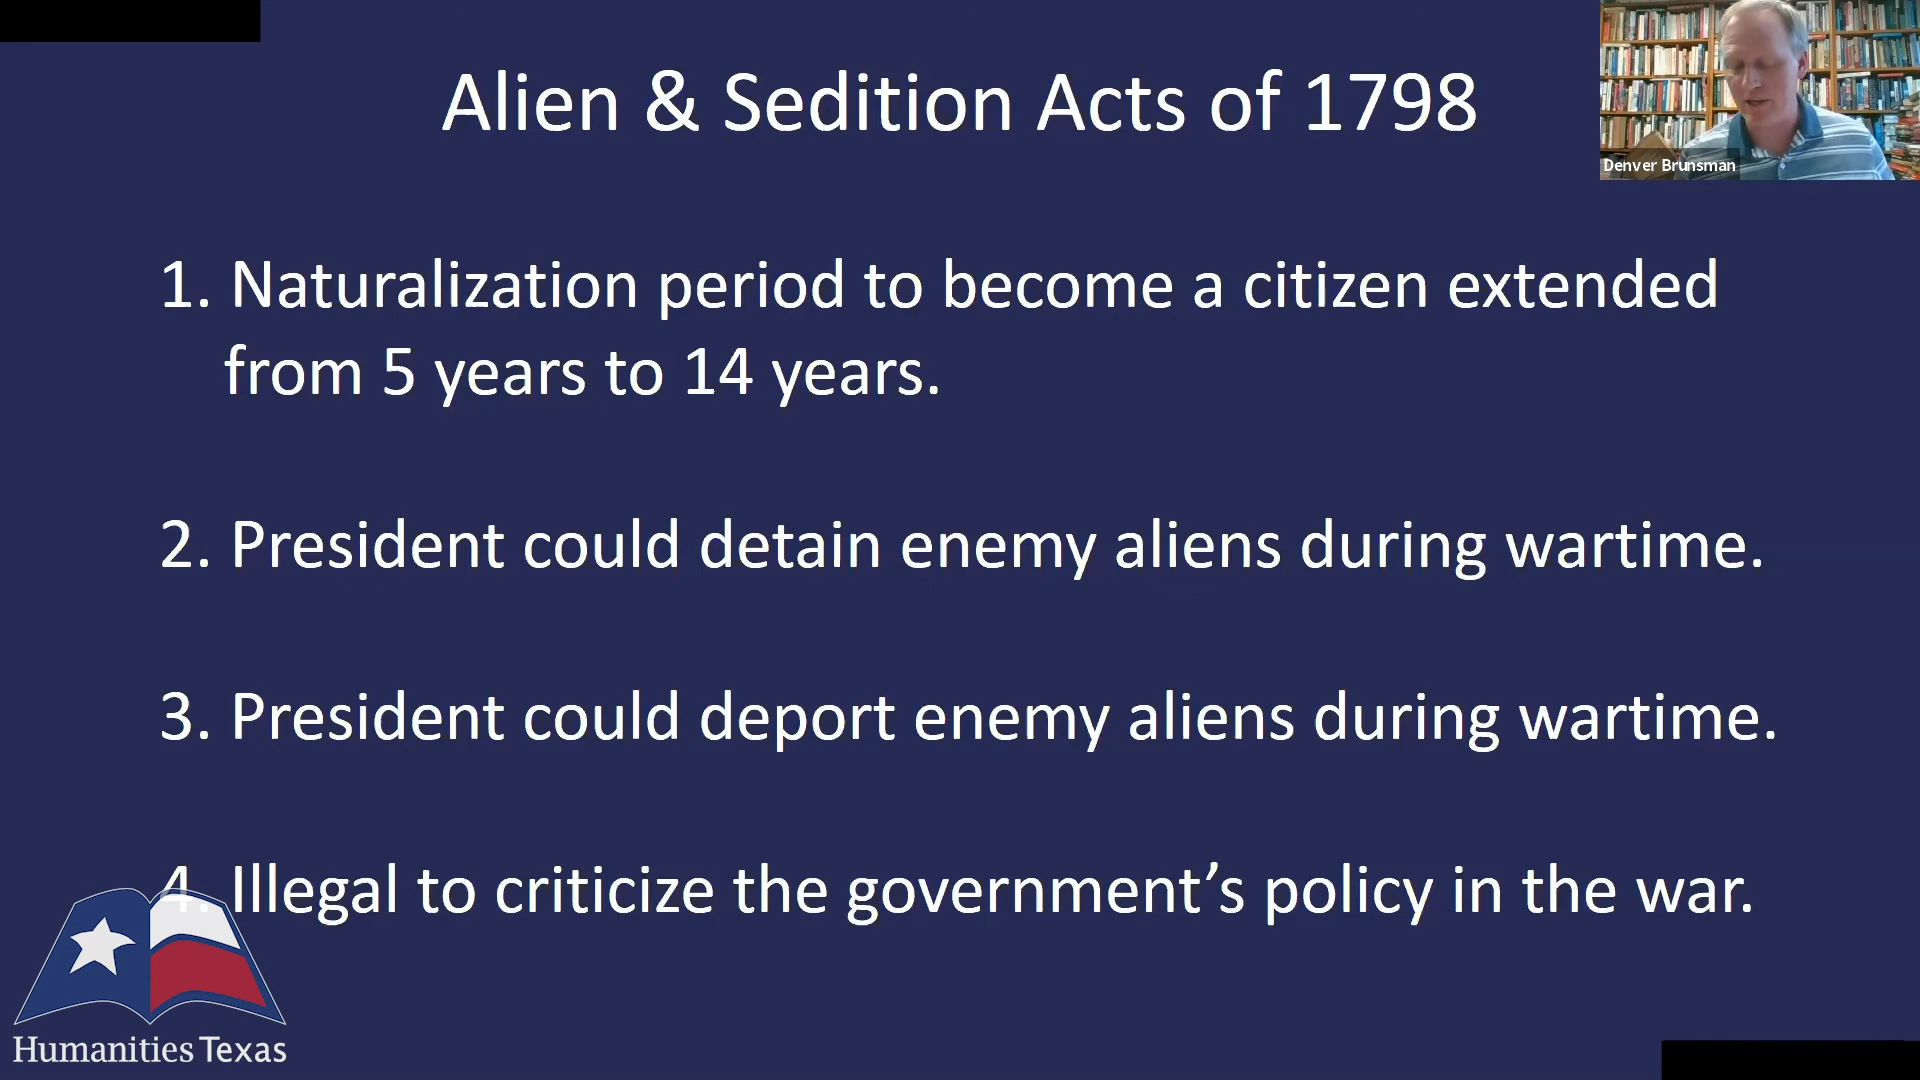 Alien & Sedition Acts of 1798
Denver Brunsman
1. Naturalization period to become a citizen extended
from 5 years to 14 years.
2. President could detain enemy aliens during wartime.
3. President could deport enemy aliens during wartime.
4. Illegal to criticize the government’s policy in the war.
Humanities Texas